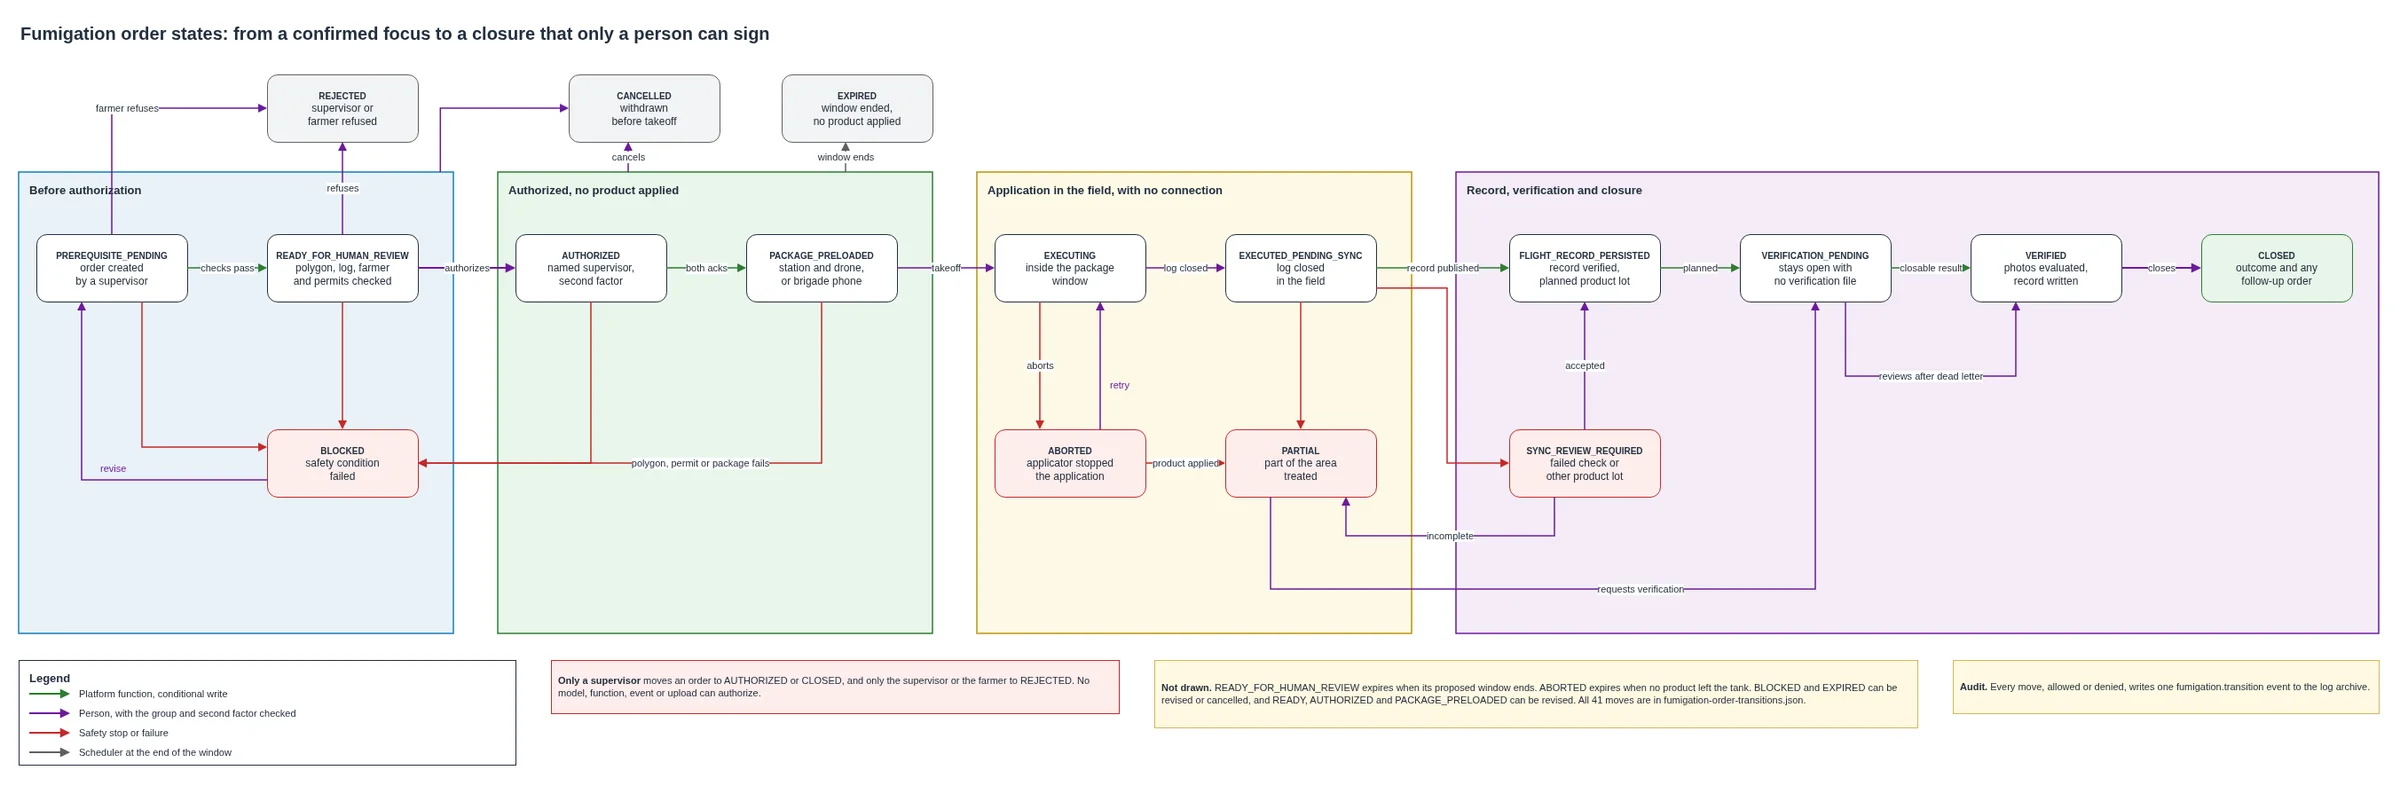 Fumigation order states: from a confirmed focus to a closure that only a person can sign
REJECTED
supervisor or
farmer refused
CANCELLED
withdrawn
before takeoff
EXPIRED
window ended,
no product applied
farmer refuses
cancels
window ends
Before authorization
refuses
Authorized, no product applied
Application in the field, with no connection
Record, verification and closure
PREREQUISITE_PENDING
order created
by a supervisor
checks pass
READY_FOR_HUMAN_REVIEW
polygon, log, farmer
and permits checked
authorizes
AUTHORIZED
named supervisor,
second factor
both acks
PACKAGE_PRELOADED
station and drone,
or brigade phone
takeoff
EXECUTING
inside the package
window
log closed
EXECUTED_PENDING_SYNC
log closed
in the field
record published
FLIGHT_RECORD_PERSISTED
record verified,
planned product lot
planned
VERIFICATION_PENDING
stays open with
no verification file
closable result
VERIFIED
photos evaluated,
record written
closes
CLOSED
outcome and any
follow-up order
aborts
retry
accepted
reviews after dead letter
revise
BLOCKED
safety condition
failed
polygon, permit or package fails
ABORTED
applicator stopped
the application
product applied
PARTIAL
part of the area
treated
SYNC_REVIEW_REQUIRED
failed check or
other product lot
incomplete
requests verification
Legend
Platform function, conditional write
Person, with the group and second factor checked
Safety stop or failure
Scheduler at the end of the window
Only a supervisor moves an order to AUTHORIZED or CLOSED, and only the supervisor or the farmer to REJECTED. No
model, function, event or upload can authorize.
Not drawn. READY_FOR_HUMAN_REVIEW expires when its proposed window ends. ABORTED expires when no product left the tank. BLOCKED and EXPIRED can be
revised or cancelled, and READY, AUTHORIZED and PACKAGE_PRELOADED can be revised. All 41 moves are in fumigation-order-transitions.json.
Audit. Every move, allowed or denied, writes one fumigation.transition event to the log archive.